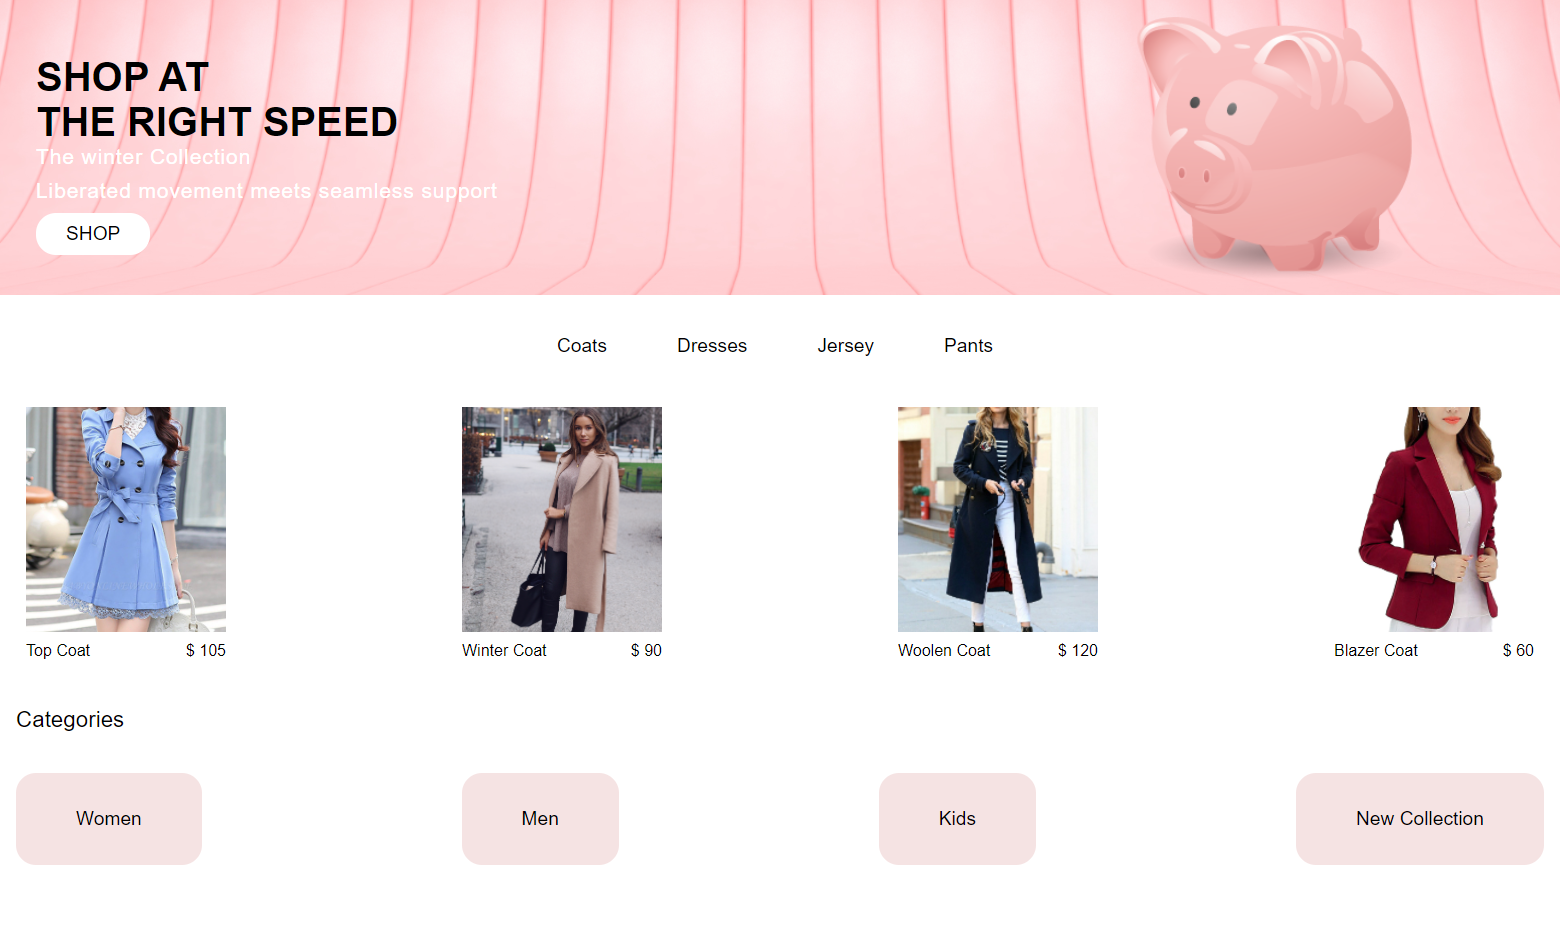 SHOP AT
THE RIGHT SPEED
The winter Collection
Liberated movement meets seamless support
SHOP
Coats Dresses Jersey Pants
Top Coat $ 105 Winter Coat $ 90 Woolen Coat $ 120 Blazer Coat $ 60
Categories
Women Men Kids New Collection